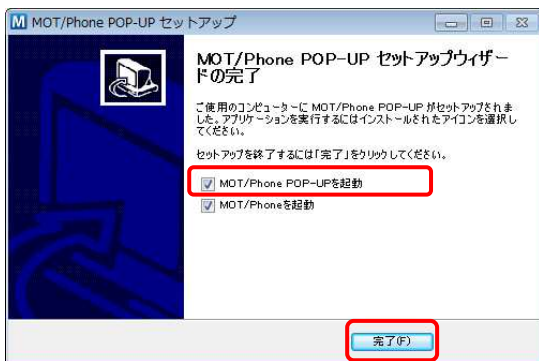 M MOT/Phone POP-UP セットアップ
MOT/Phone POP-UP セットアップウィザー
ドの完了
ご使用のコンピューターに MOT/Phone POP-UP がセットアップされま
した。アプリケーションを実行するにはインストールされたアイコンを選択し
てください。
セットアップを終了するには「完了」をクリックしてください。
MOT/Phone POP-UPを起動
MOT/Phoneを起動
完了(F)